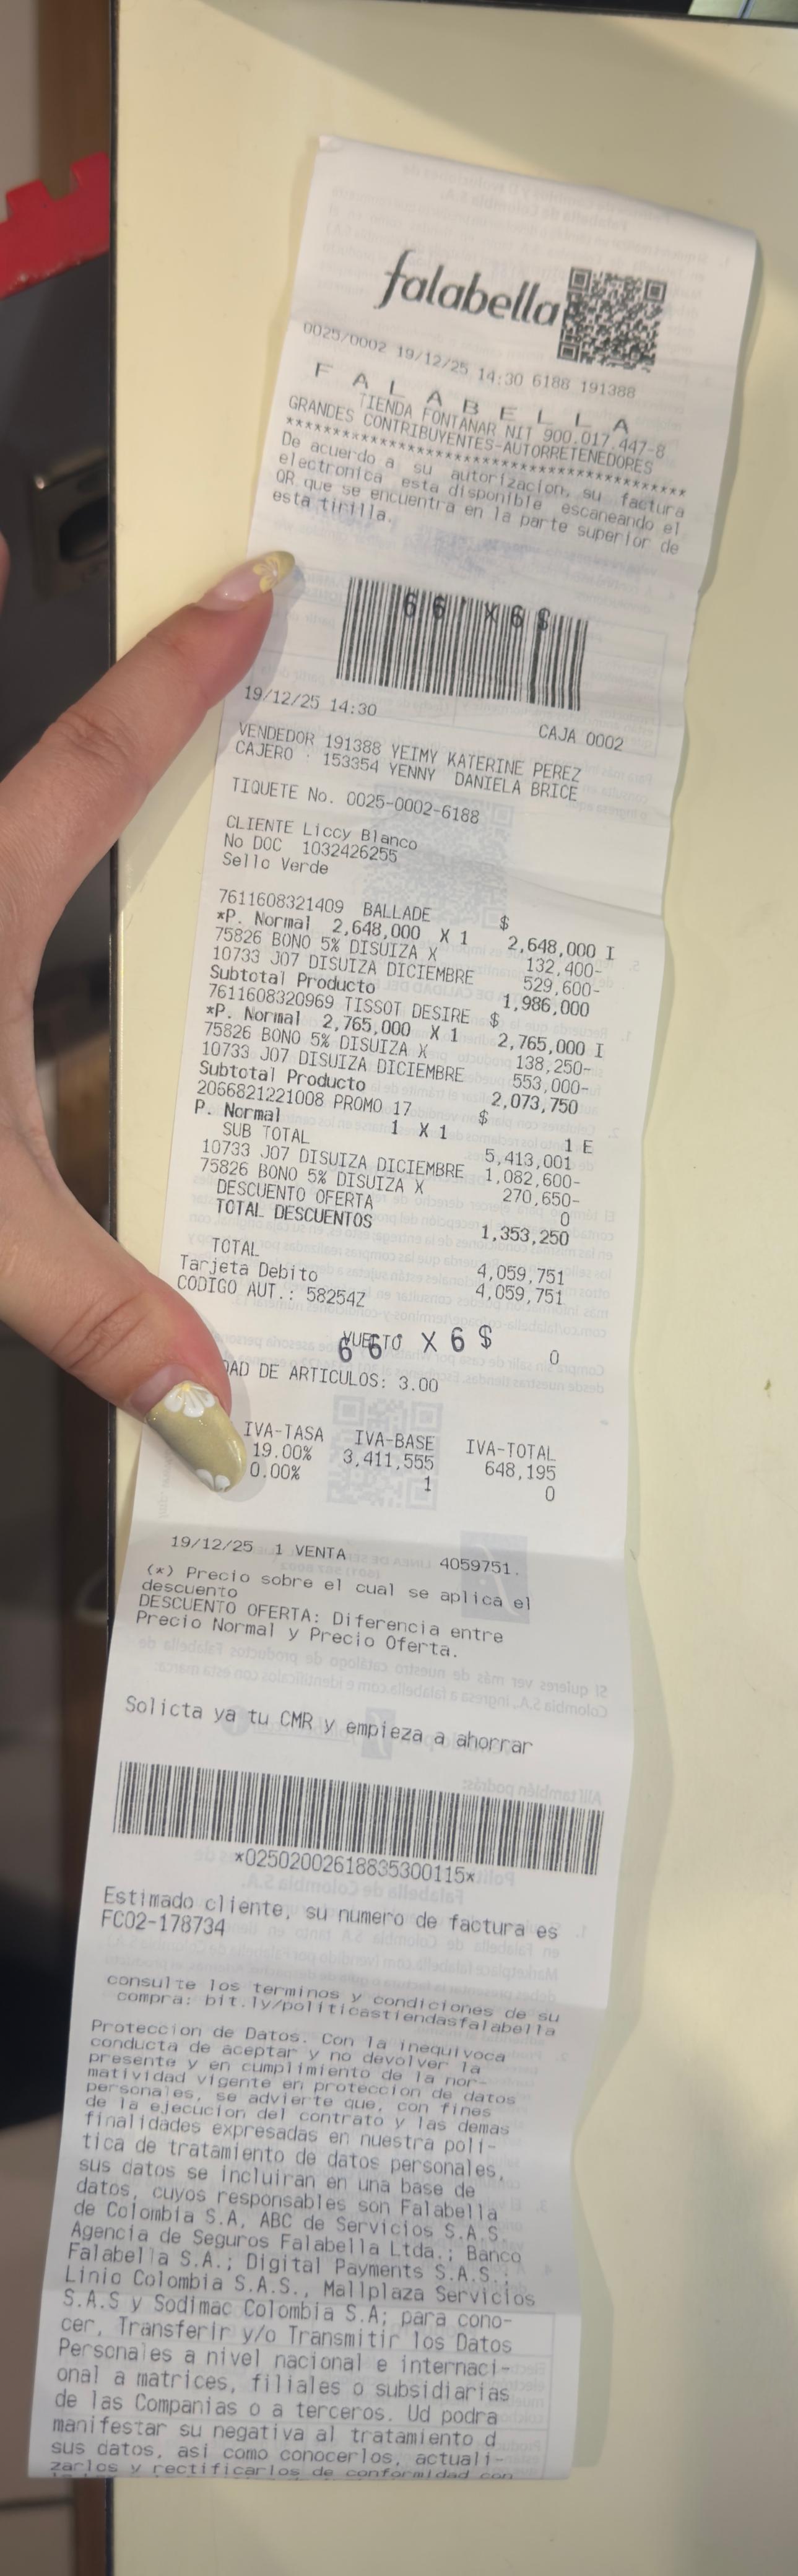 falabella
0025/0002 19/12/25 14:30 6188 191388
F A L A B E L L A
TIENDA FONTANAR NIT 900.017.447-8
GRANDES CONTRIBUYENTES-AUTORRETENEDORES
******************************************
De acuerdo a su autorizacion, su factura
electronica esta disponible escaneando el
QR que se encuentra en la parte superior de
esta tirilla.
66 X6$
19/12/25 14:30 CAJA 0002
VENDEDOR 191388 YEIMY KATERINE PEREZ
CAJERO : 153354 YENNY DANIELA BRICE
TIQUETE No. 0025-0002-6188
CLIENTE Liccy Blanco
No DOC 1032426255
Sello Verde
7611608321409 BALLADE $
*P. Normal 2,648,000 X 1 2,648,000 I
75826 BONO 5% DISUIZA X 132,400-
10733 J07 DISUIZA DICIEMBRE 529,600-
Subtotal Producto 1,986,000
7611608320969 TISSOT DESIRE $
*P. Normal 2,765,000 X 1 2,765,000 I
75826 BONO 5% DISUIZA X 138,250-
10733 J07 DISUIZA DICIEMBRE 553,000-
Subtotal Producto 2,073,750
2066821221008 PROMO 17 $
P. Normal 1 X 1 1 E
SUB TOTAL 5,413,001
10733 J07 DISUIZA DICIEMBRE 1,082,600-
75826 BONO 5% DISUIZA X 270,650-
DESCUENTO OFERTA 0
TOTAL DESCUENTOS 1,353,250
TOTAL 4,059,751
Tarjeta Debito 4,059,751
CODIGO AUT.: 58254Z
VUELTO 0
66 X6$
DAD DE ARTICULOS: 3.00
IVA-TASA IVA-BASE IVA-TOTAL
19.00% 3,411,555 648,195
0.00% 1 0
19/12/25 1 VENTA 4059751.
(*) Precio sobre el cual se aplica el
descuento
DESCUENTO OFERTA: Diferencia entre
Precio Normal y Precio Oferta.
Solicta ya tu CMR y empieza a ahorrar
*02502002618835300115*
Estimado cliente, su numero de factura es
FC02-178734
consulte los terminos y condiciones de su
compra: bit.ly/politicastiendasfalabella
Proteccion de Datos. Con la inequivoca
conducta de aceptar y no devolver la
presente y en cumplimiento de la nor-
matividad vigente en proteccion de datos
personales, se advierte que, con fines
de la ejecucion del contrato y las demas
finalidades expresadas en nuestra poli-
tica de tratamiento de datos personales,
sus datos se incluiran en una base de
datos, cuyos responsables son Falabella
de Colombia S.A, ABC de Servicios S.A.S.
Agencia de Seguros Falabella Ltda.; Banco
Falabella S.A.; Digital Payments S.A.S.;
Linio Colombia S.A.S., Mallplaza Servicios
S.A.S y Sodimac Colombia S.A; para cono-
cer, Transferir y/o Transmitir los Datos
Personales a nivel nacional e internaci-
onal a matrices, filiales o subsidiarias
de las Companias o a terceros. Ud podra
manifestar su negativa al tratamiento d
sus datos, asi como conocerlos, actuali-
zarlos y rectificarlos de conformidad con